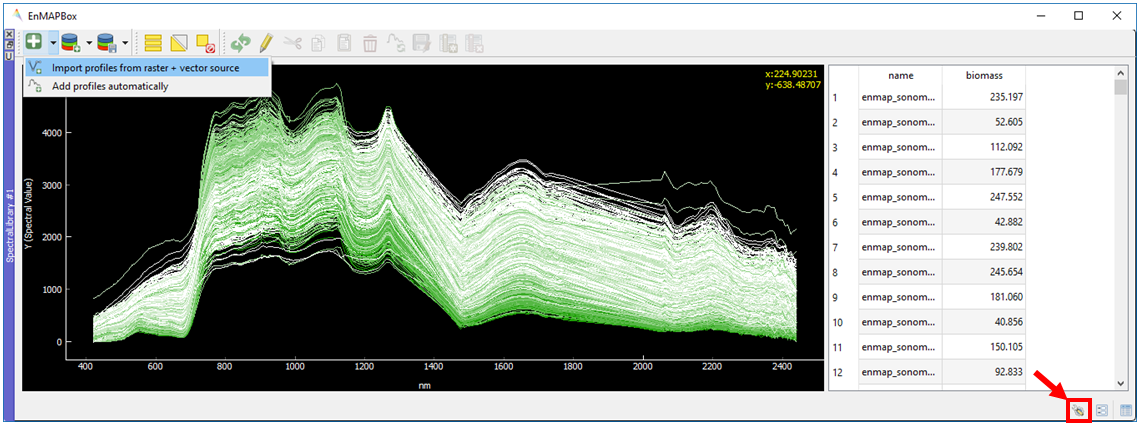 EnMAPBox
Import profiles from raster + vector source
Add profiles automatically
SpectralLibrary #1
x:224.90231
y:-638.48707
Y (Spectral Value)
4000
3000
2000
1000
0
400 600 800 1000 1200 1400 1600 1800 2000 2200 2400
nm
name biomass
1 enmap_sonom... 235.197
2 enmap_sonom... 52.605
3 enmap_sonom... 112.092
4 enmap_sonom... 177.679
5 enmap_sonom... 247.552
6 enmap_sonom... 42.882
7 enmap_sonom... 239.802
8 enmap_sonom... 245.654
9 enmap_sonom... 181.060
10 enmap_sonom... 40.856
11 enmap_sonom... 150.105
12 enmap_sonom... 92.833